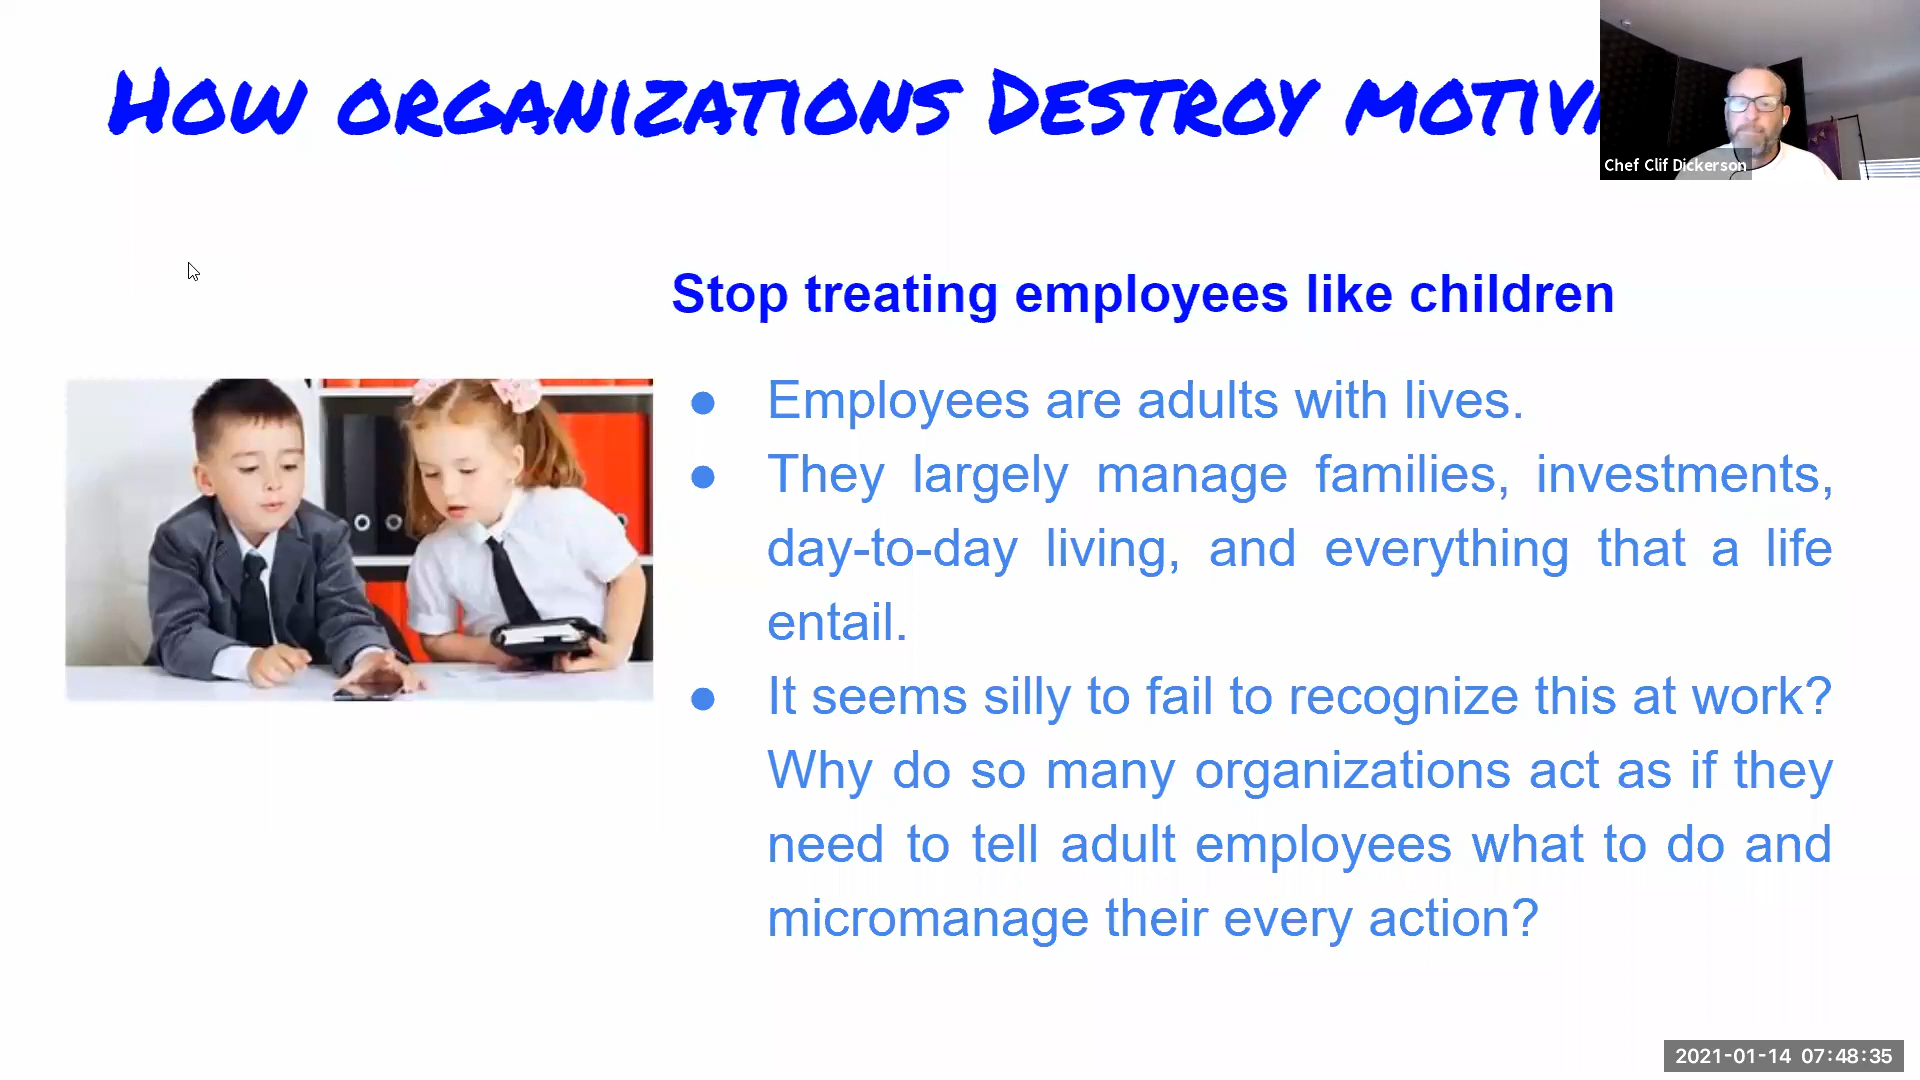 How organizations Destroy motiv
Chef Clif Dickerson
Stop treating employees like children
● Employees are adults with lives.
● They largely manage families, investments,
day-to-day living, and everything that a life
entail.
● It seems silly to fail to recognize this at work?
Why do so many organizations act as if they
need to tell adult employees what to do and
micromanage their every action?
2021-01-14 07:48:35